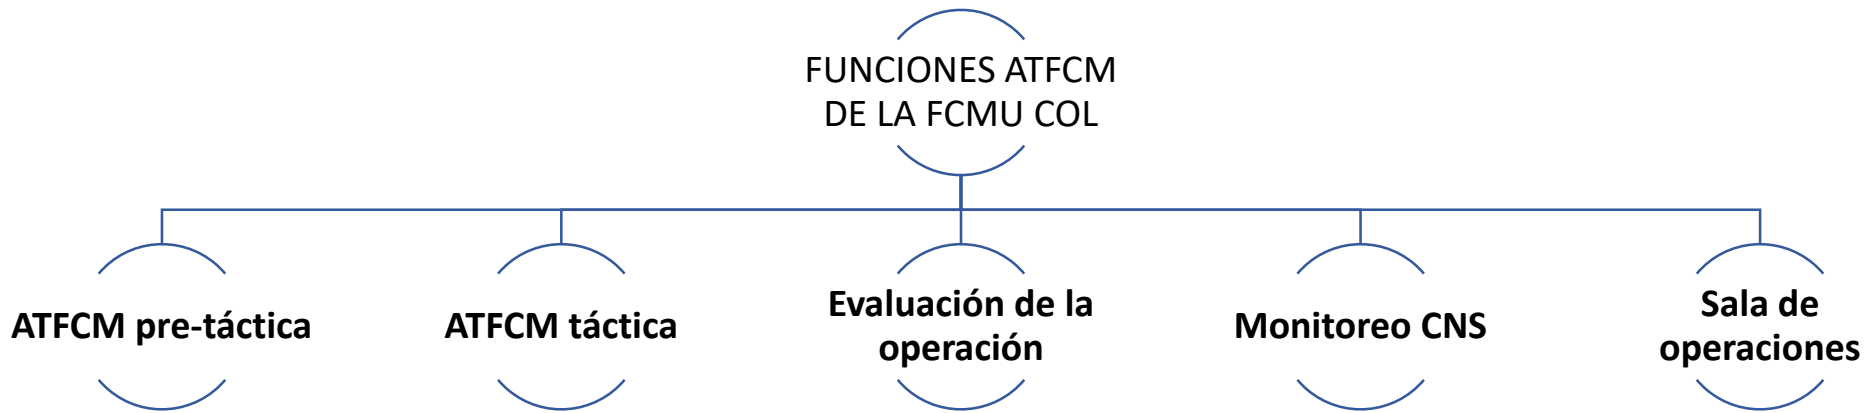 FUNCIONES ATFCM
DE LA FCMU COL
ATFCM pre-táctica
ATFCM táctica
Evaluación de la
operación
Monitoreo CNS
Sala de
operaciones